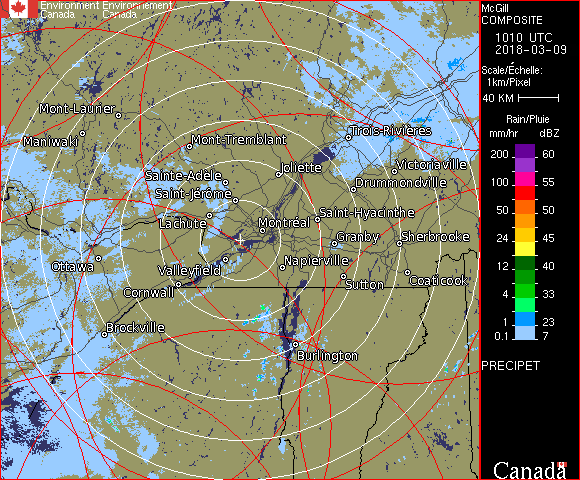 Environment Environnement
Canada Canada
McGill
COMPOSITE
1010 UTC
2018-03-09
Scale/Échelle:
1km/Pixel
40 KM
Rain/Pluie
mm/hr dBZ
200 60
100 55
50 50
24 45
12 40
4 33
1 23
0.1 7
PRECIPET
Canada
Mont-Laurier
Maniwaki
Mont-Tremblant
Trois-Rivières
Joliette
Victoriaville
Sainte-Adèle
Drummondville
Saint-Jérôme
Saint-Hyacinthe
Lachute
Montréal
Granby
Sherbrooke
Ottawa
Valleyfield
Napierville
Cornwall
Sutton
Coaticook
Brockville
Burlington